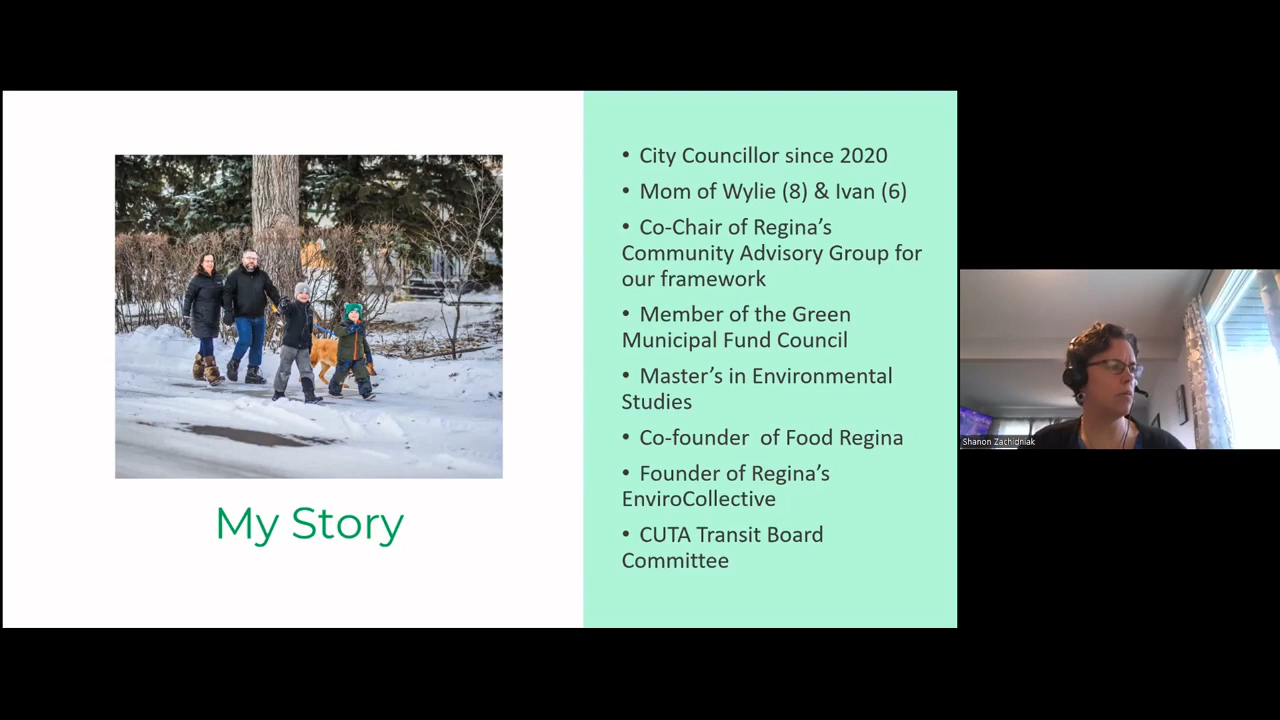 • City Councillor since 2020
• Mom of Wylie (8) & Ivan (6)
• Co-Chair of Regina’s
Community Advisory Group for
our framework
• Member of the Green
Municipal Fund Council
• Master’s in Environmental
Studies
• Co-founder  of Food Regina
• Founder of Regina’s
EnviroCollective
• CUTA Transit Board
Committee
My Story
Shanon Zachidniak